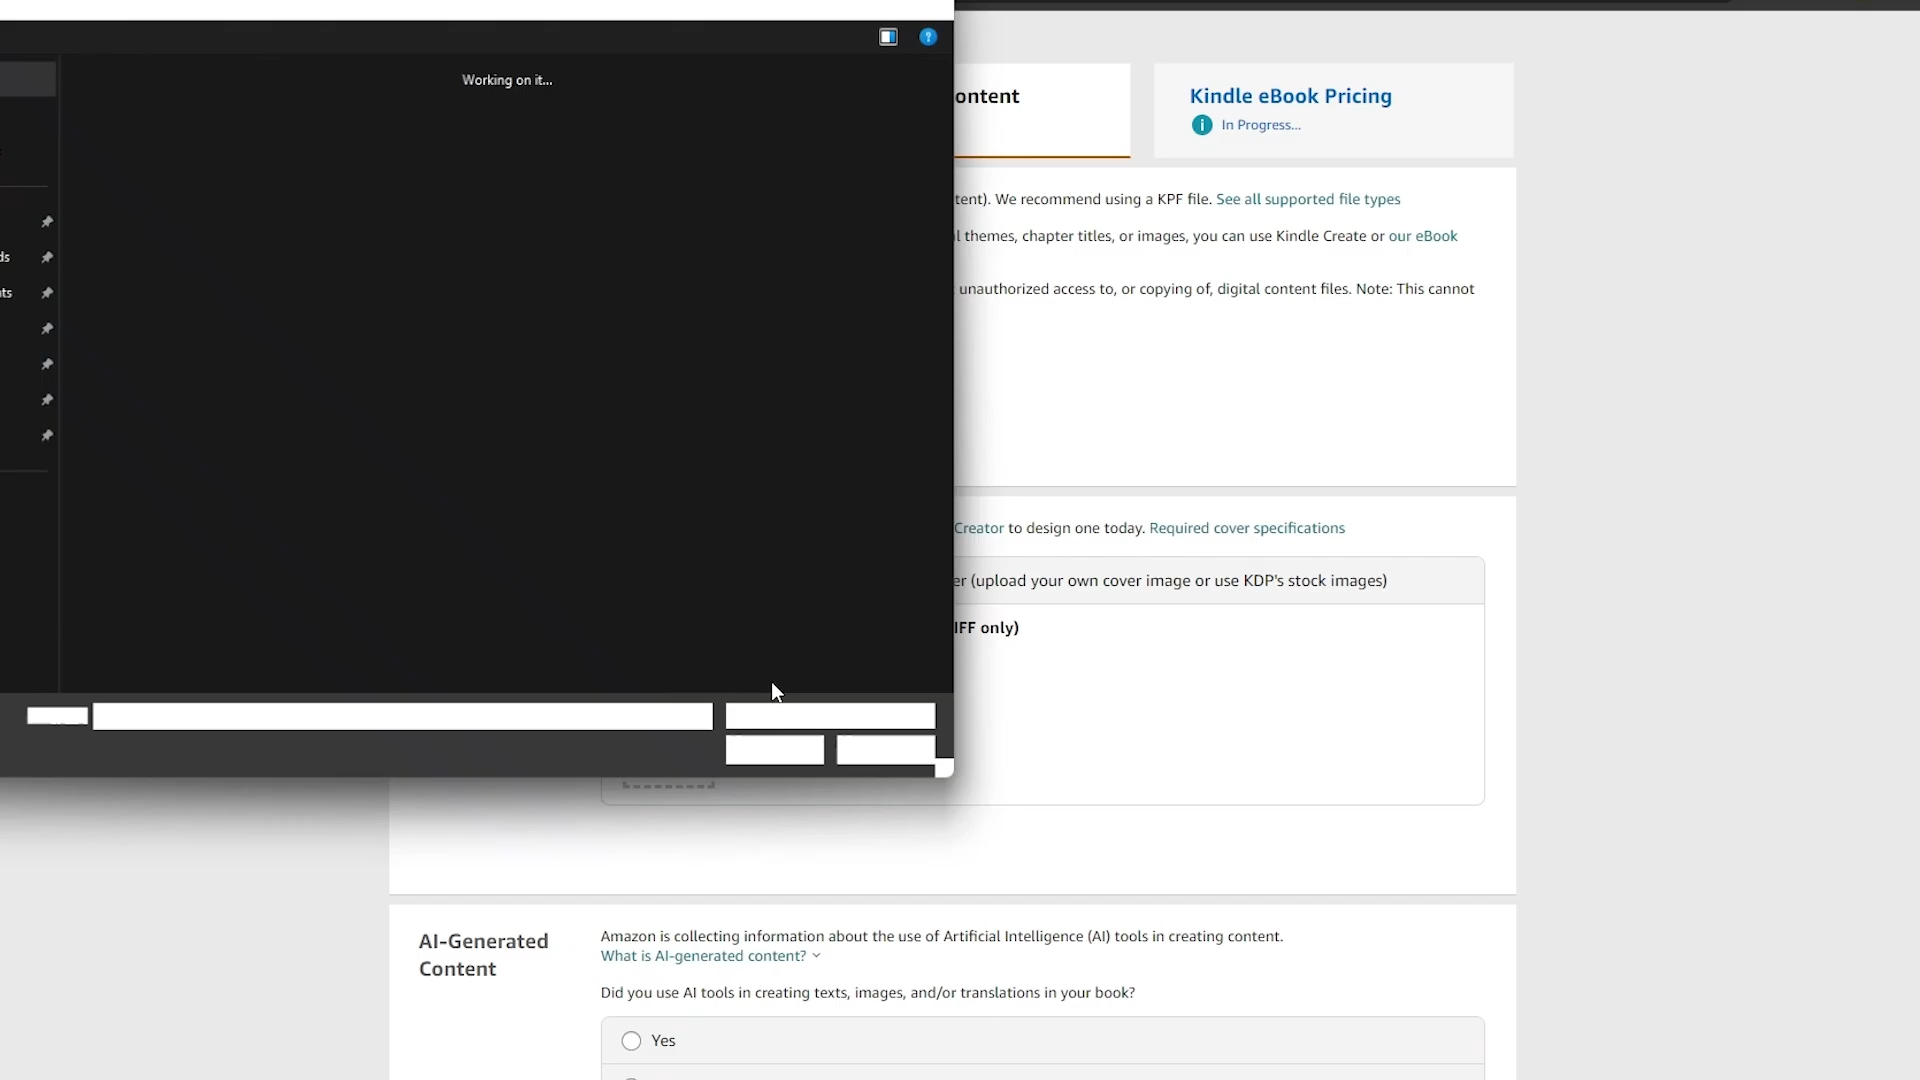 Working on it...
ontent
Kindle eBook Pricing
In Progress...
tent). We recommend using a KPF file. See all supported file types
l themes, chapter titles, or images, you can use Kindle Create or our eBook
unauthorized access to, or copying of, digital content files. Note: This cannot
ds
nts
Creator to design one today. Required cover specifications
er (upload your own cover image or use KDP's stock images)
IFF only)
AI-Generated
Content
Amazon is collecting information about the use of Artificial Intelligence (AI) tools in creating content.
What is AI-generated content?
Did you use AI tools in creating texts, images, and/or translations in your book?
Yes